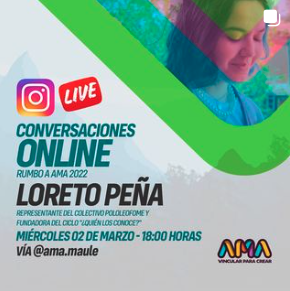 LIVE
CONVERSACIONES
ONLINE
RUMBO A AMA 2022
LORETO PEÑA
REPRESENTANTE DEL COLECTIVO POLOLEOFOME Y
FUNDADORA DEL CICLO "¿QUIÉN LOS CONOCE?"
MIÉRCOLES 02 DE MARZO - 18:00 HORAS
VÍA @ama.maule
AMA
VINCULAR PARA CREAR